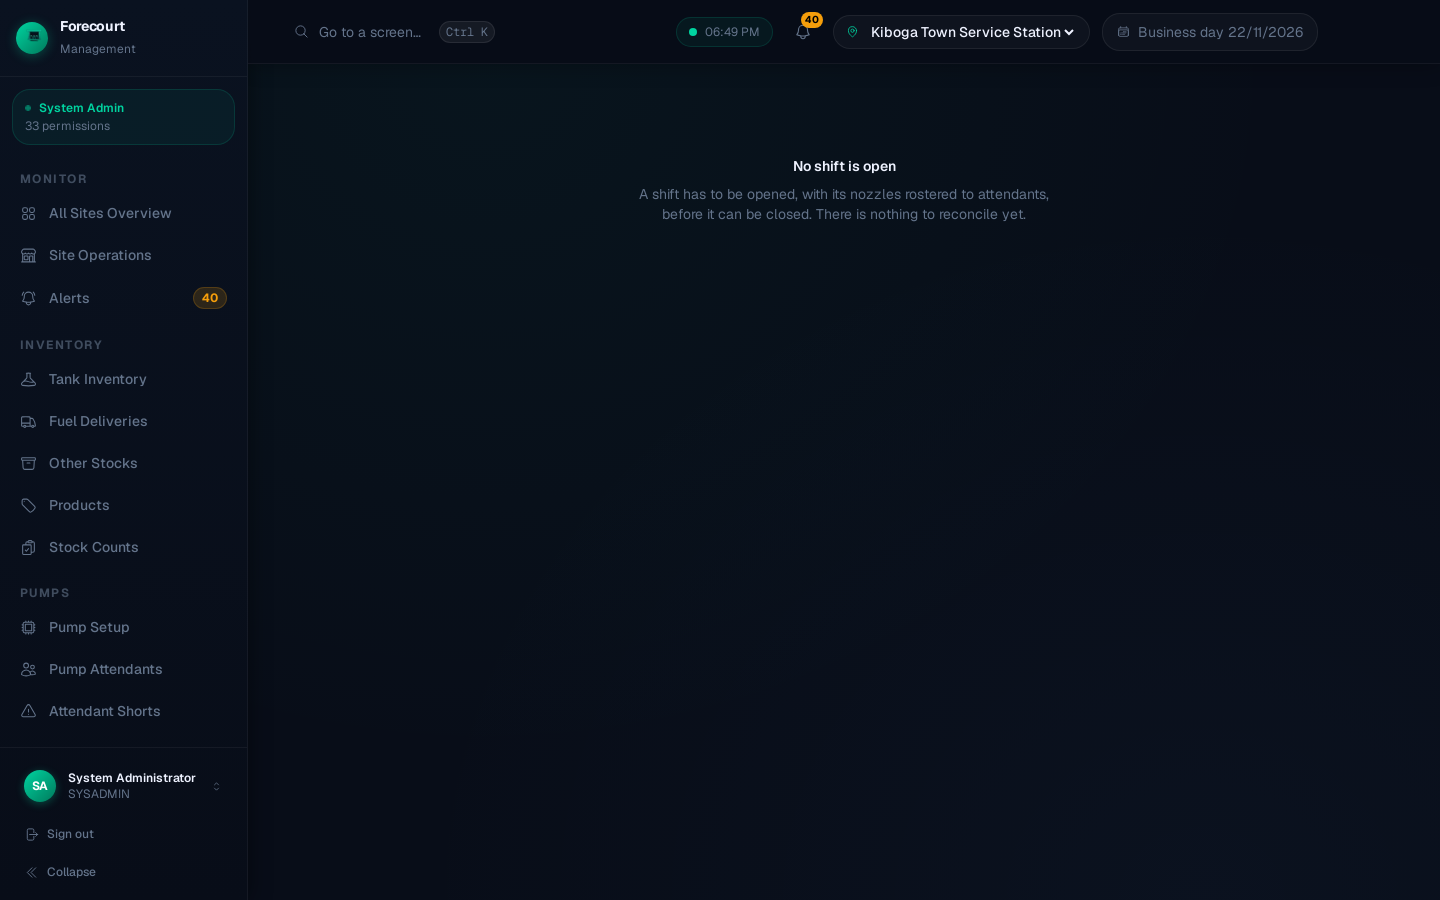 Forecourt
Management
System Admin
33 permissions
MONITOR
All Sites Overview
Site Operations
Alerts
40
INVENTORY
Tank Inventory
Fuel Deliveries
Other Stocks
Products
Stock Counts
PUMPS
Pump Setup
Pump Attendants
Attendant Shorts
SA
System Administrator
SYSADMIN
Sign out
Collapse
Go to a screen...
Ctrl K
06:49 PM
40
Kiboga Town Service Station
Business day 22/11/2026
No shift is open
A shift has to be opened, with its nozzles rostered to attendants,
before it can be closed. There is nothing to reconcile yet.